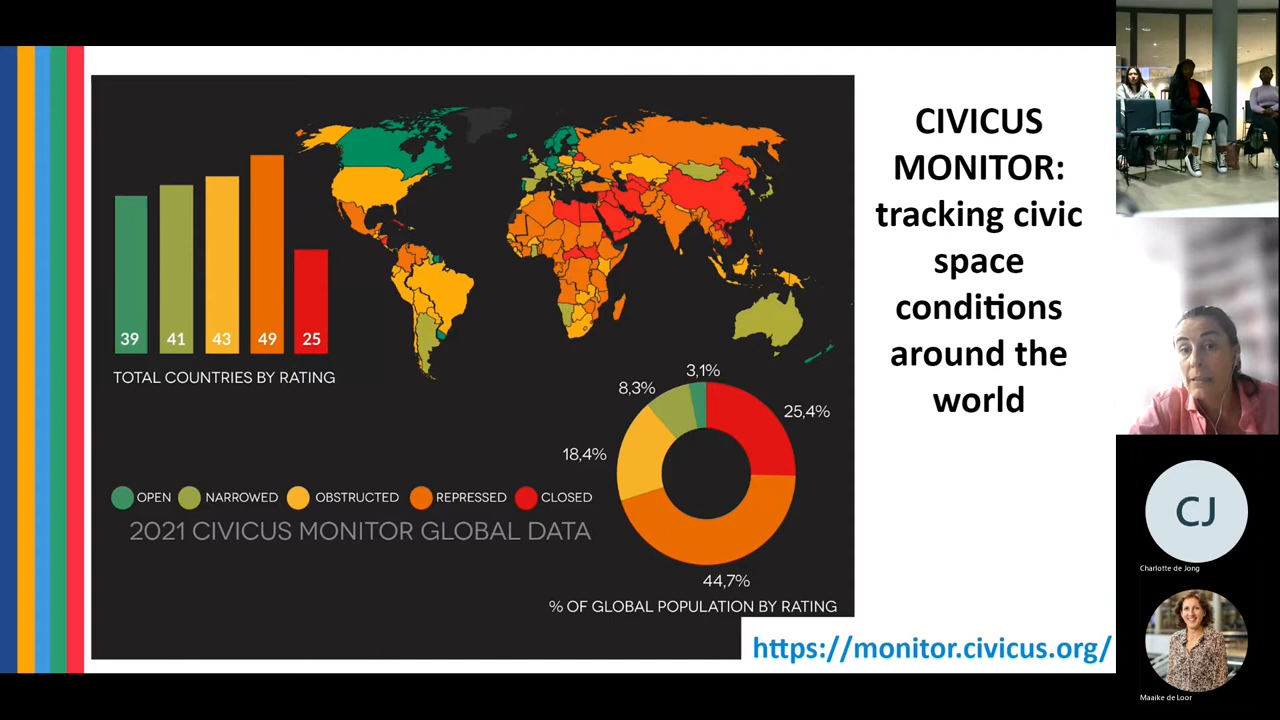 CIVICUS
MONITOR:
tracking civic
space
conditions
around the
world
39
41
43
49
25
TOTAL COUNTRIES BY RATING
3,1%
8,3%
25,4%
18,4%
44,7%
OPEN
NARROWED
OBSTRUCTED
REPRESSED
CLOSED
2021 CIVICUS MONITOR GLOBAL DATA
% OF GLOBAL POPULATION BY RATING
https://monitor.civicus.org/
CJ
Charlotte de Jong
Maaike de Loor